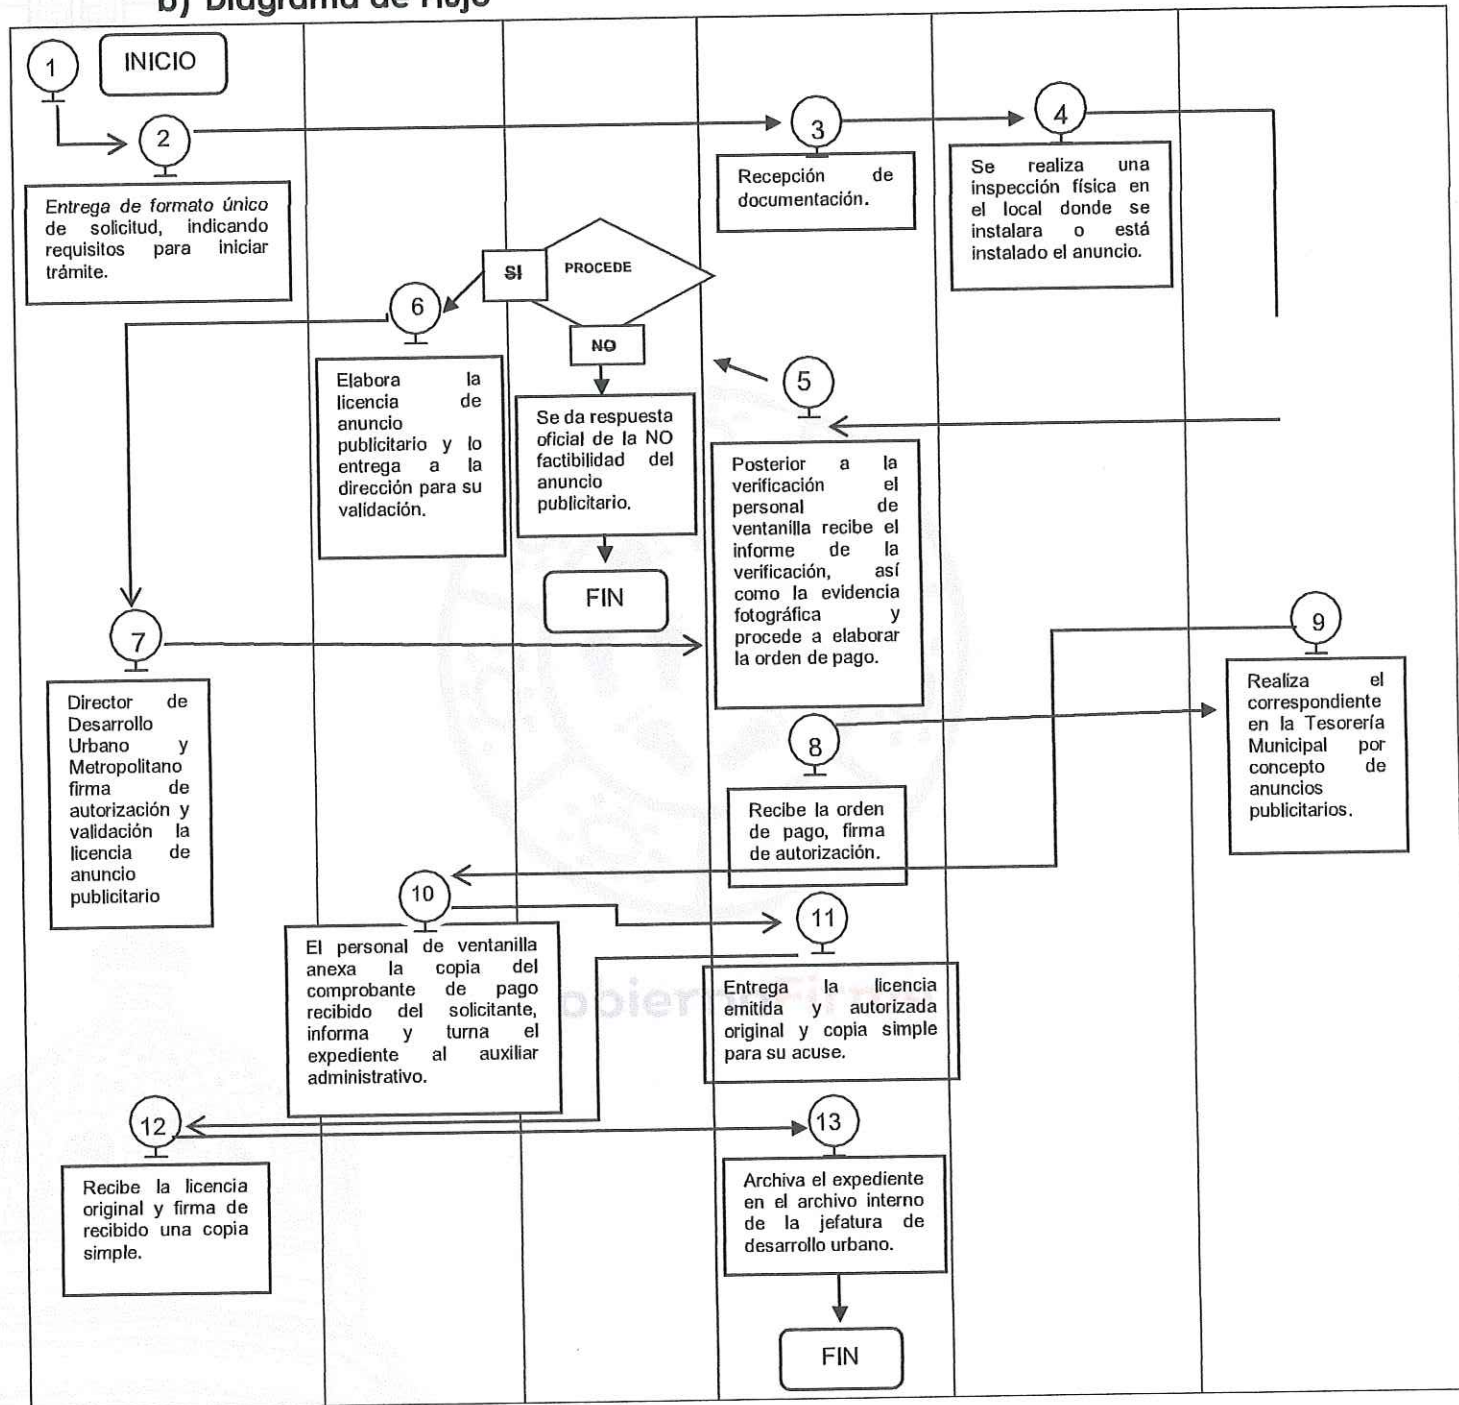 b) Diagrama de Flujo
1
INICIO
2
Entrega de formato único
de solicitud, indicando
requisitos para iniciar
trámite.
3
Recepción de
documentación.
4
Se realiza una
inspección física en
el local donde se
instalara o está
instalado el anuncio.
SI
PROCEDE
NO
Se da respuesta
oficial de la NO
factibilidad del
anuncio
publicitario.
FIN
5
Posterior a la
verificación el
personal de
ventanilla recibe el
informe de la
verificación, así
como la evidencia
fotográfica y
procede a elaborar
la orden de pago.
6
Elabora la
licencia de
anuncio
publicitario y lo
entrega a la
dirección para su
validación.
7
Director de
Desarrollo
Urbano y
Metropolitano
firma de
autorización y
validación la
licencia de
anuncio
publicitario
8
Recibe la orden
de pago, firma
de autorización.
9
Realiza el
correspondiente
en la Tesorería
Municipal por
concepto de
anuncios
publicitarios.
10
El personal de ventanilla
anexa la copia del
comprobante de pago
recibido del solicitante,
informa y turna el
expediente al auxiliar
administrativo.
11
Entrega la licencia
emitida y autorizada
original y copia simple
para su acuse.
12
Recibe la licencia
original y firma de
recibido una copia
simple.
13
Archiva el expediente
en el archivo interno
de la jefatura de
desarrollo urbano.
FIN